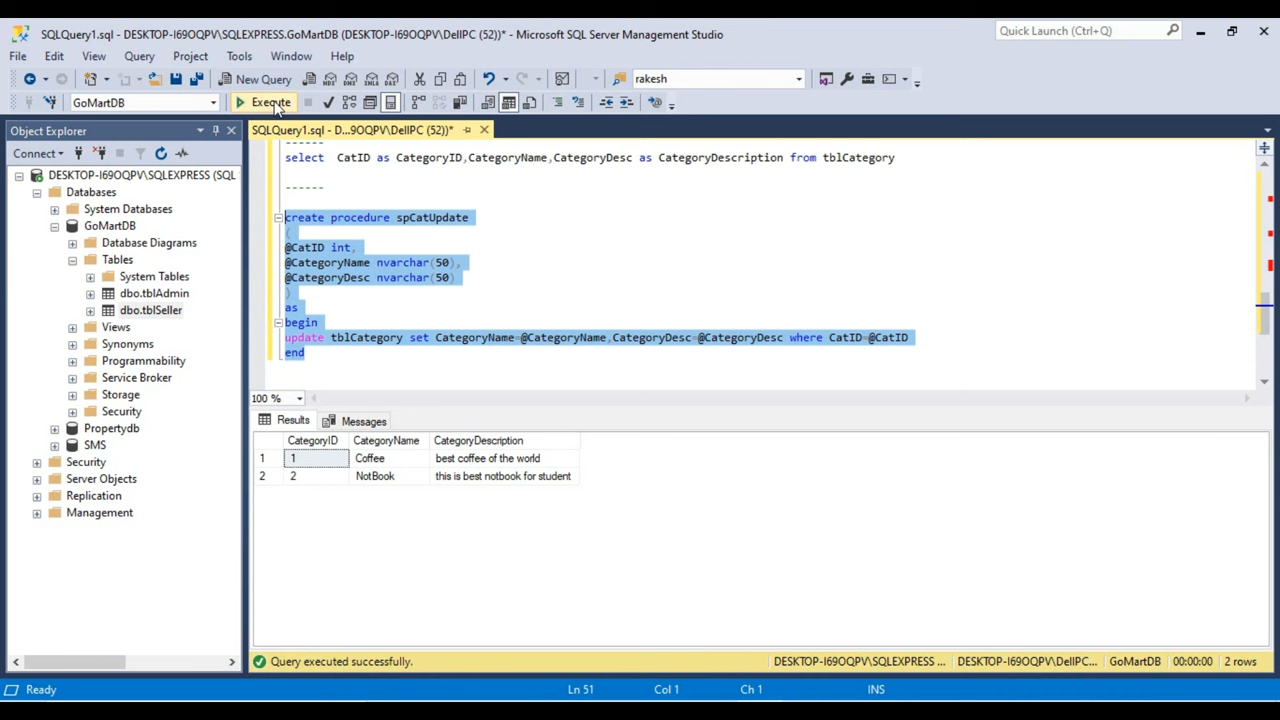 SQLQuery1.sql - DESKTOP-I69OQPV\SQLEXPRESS.GoMartDB (DESKTOP-I69OQPV\DellPC (52))* - Microsoft SQL Server Management Studio
Quick Launch (Ctrl+Q)
File Edit View Query Project Tools Window Help
New Query
MDX DMX XMLA DAX
rakesh
GoMartDB
Execute
Object Explorer
SQLQuery1.sql - D...9OQPV\DellPC (52))*
Connect
DESKTOP-I69OQPV\SQLEXPRESS (SQL
Databases
System Databases
GoMartDB
Database Diagrams
Tables
System Tables
dbo.tblAdmin
dbo.tblSeller
Views
Synonyms
Programmability
Service Broker
Storage
Security
Propertydb
SMS
Security
Server Objects
Replication
Management
------
select  CatID as CategoryID,CategoryName,CategoryDesc as CategoryDescription from tblCategory
------
create procedure spCatUpdate
(
@CatID int,
@CategoryName nvarchar(50),
@CategoryDesc nvarchar(50)
)
as
begin
update tblCategory set CategoryName=@CategoryName,CategoryDesc=@CategoryDesc where CatID=@CatID
end
100 %
Results Messages
CategoryID CategoryName CategoryDescription
1 1 Coffee best coffee of the world
2 2 NotBook this is best notbook for student
Query executed successfully.
DESKTOP-I69OQPV\SQLEXPRESS ... DESKTOP-I69OQPV\DellPC... GoMartDB 00:00:00 2 rows
Ready Ln 51 Col 1 Ch 1 INS